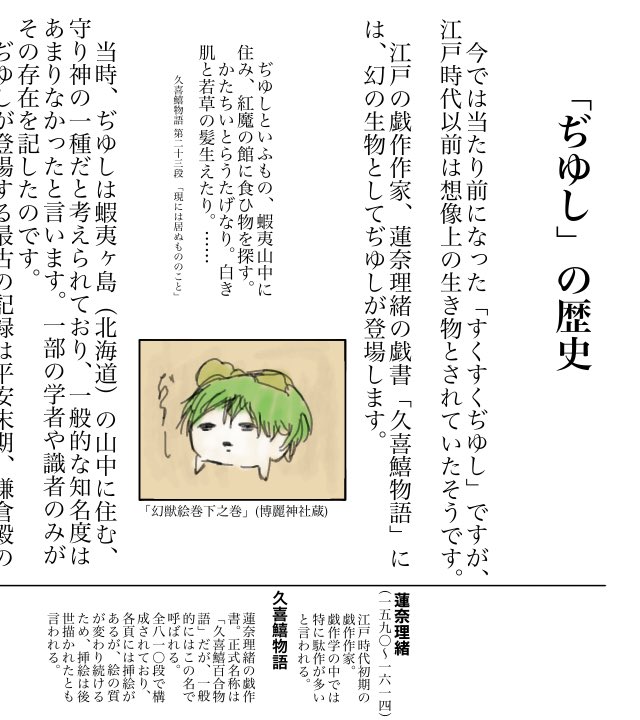 「ぢゆし」の歴史
今では当たり前になった「すくすくぢゆし」ですが、
江戸時代以前は想像上の生き物とされていたそうです。
江戸の戯作作家、蓮奈理緒の戯書「久喜鱚物語」に
は、幻の生物としてぢゆしが登場します。
ぢゆしといふもの、蝦夷山中に
住み、紅魔の館に食ひ物を探す。
かたちいとらうたげなり。白き
肌と若草の髪生えたり。……
久喜鱚物語 第二十三段 「現には居ぬもののこと」
当時、ぢゆしは蝦夷ヶ島（北海道）の山中に住む、
守り神の一種だと考えられており、一般的な知名度は
あまりなかったと言います。一部の学者や識者のみが
その存在を記したのです。
ぢゆしが登場する最古の記録は平安末期、鎌倉殿の
「幻獣絵巻下之巻」(博麗神社蔵)
蓮奈理緒
(一五九〇～一六一四)
江戸時代初期の
戯作作家。
戯作学の中では
特に駄作が多い
と言われる。
久喜鱚物語
蓮奈理緒の戯作
書。正式名称は
「久喜鱚百合物
語」だが、一般
的にはこの名で
呼ばれる。
全八一〇段で構
成されており、
各頁には挿絵が
あるが、絵の質
が変わり続ける
ため、挿絵は後
世描かれたとも
言われる。